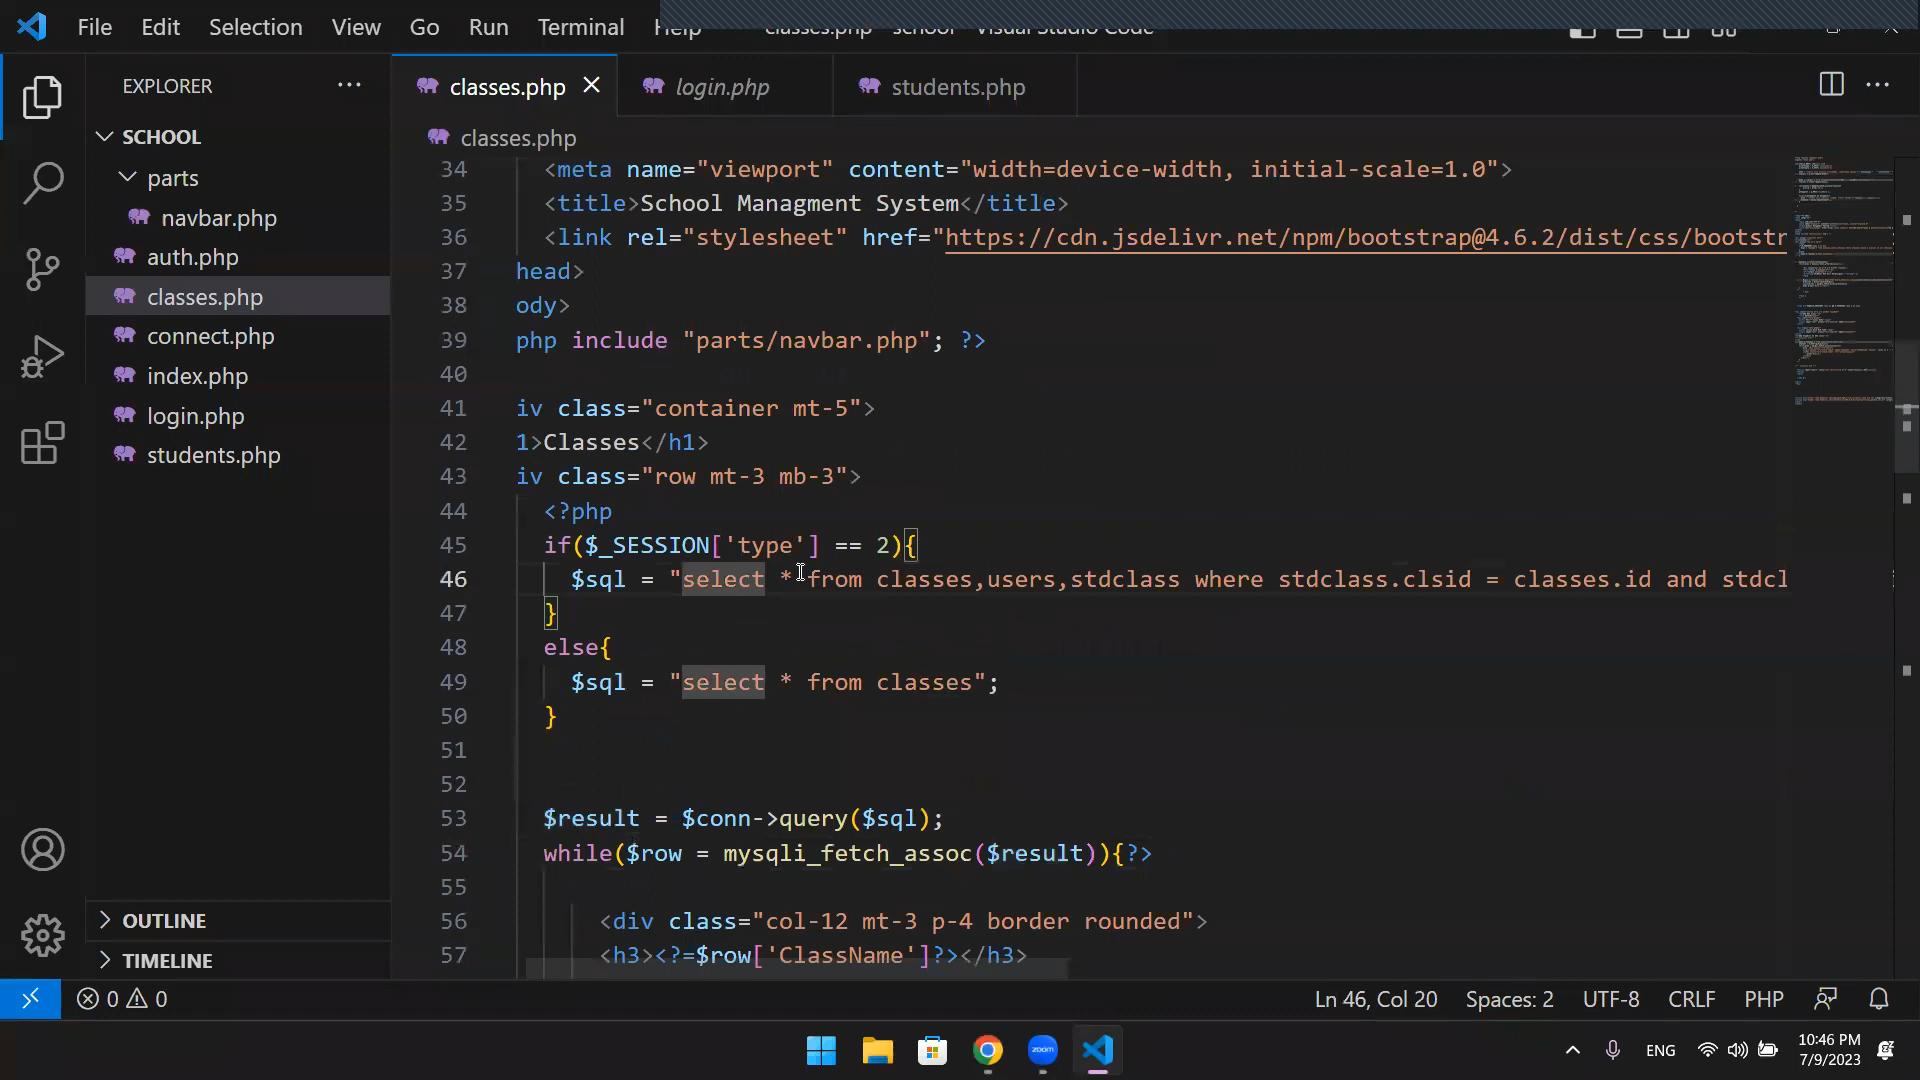 File Edit Selection View Go Run Terminal Help classes.php - school - Visual Studio Code
EXPLORER
SCHOOL
parts
navbar.php
auth.php
classes.php
connect.php
index.php
login.php
students.php
OUTLINE
TIMELINE
classes.php login.php students.php
classes.php
34 <meta name="viewport" content="width=device-width, initial-scale=1.0">
35 <title>School Managment System</title>
36 <link rel="stylesheet" href="https://cdn.jsdelivr.net/npm/bootstrap@4.6.2/dist/css/bootstr
37 head>
38 ody>
39 php include "parts/navbar.php"; ?>
40
41 iv class="container mt-5">
42 1>Classes</h1>
43 iv class="row mt-3 mb-3">
44 <?php
45 if($_SESSION['type'] == 2){
46 $sql = "select * from classes,users,stdclass where stdclass.clsid = classes.id and stdcl
47 }
48 else{
49 $sql = "select * from classes";
50 }
51
52
53 $result = $conn->query($sql);
54 while($row = mysqli_fetch_assoc($result)){?>
55
56 <div class="col-12 mt-3 p-4 border rounded">
57 <h3><?=$row['ClassName']?></h3>
0 0 Ln 46, Col 20 Spaces: 2 UTF-8 CRLF PHP
zoom
ENG
10:46 PM
7/9/2023